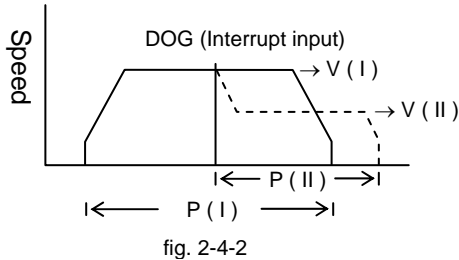 Speed
DOG (Interrupt input)
→ V ( I )
→ V ( II )
P ( II )
P ( I )
fig. 2-4-2